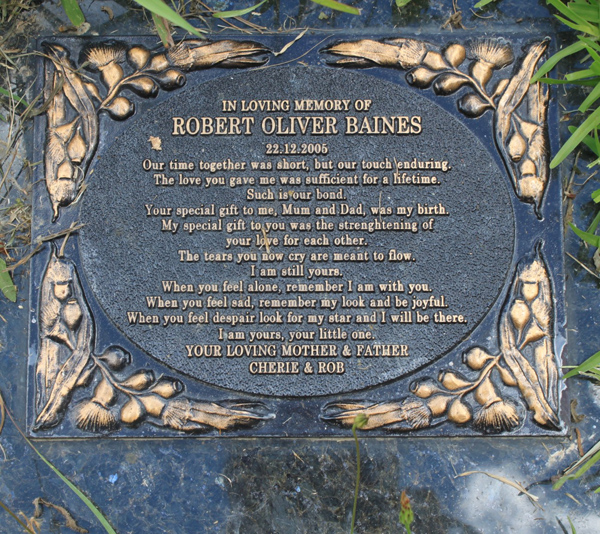 IN LOVING MEMORY OF
ROBERT OLIVER BAINES
22.12.2005
Our time together was short, but our touch enduring.
The love you gave me was sufficient for a lifetime.
Such is our bond.
Your special gift to me, Mum and Dad, was my birth.
My special gift to you was the strenghtening of
your love for each other.
The tears you now cry are meant to flow.
I am still yours.
When you feel alone, remember I am with you.
When you feel sad, remember my look and be joyful.
When you feel despair look for my star and I will be there.
I am yours, your little one.
YOUR LOVING MOTHER & FATHER
CHERIE & ROB